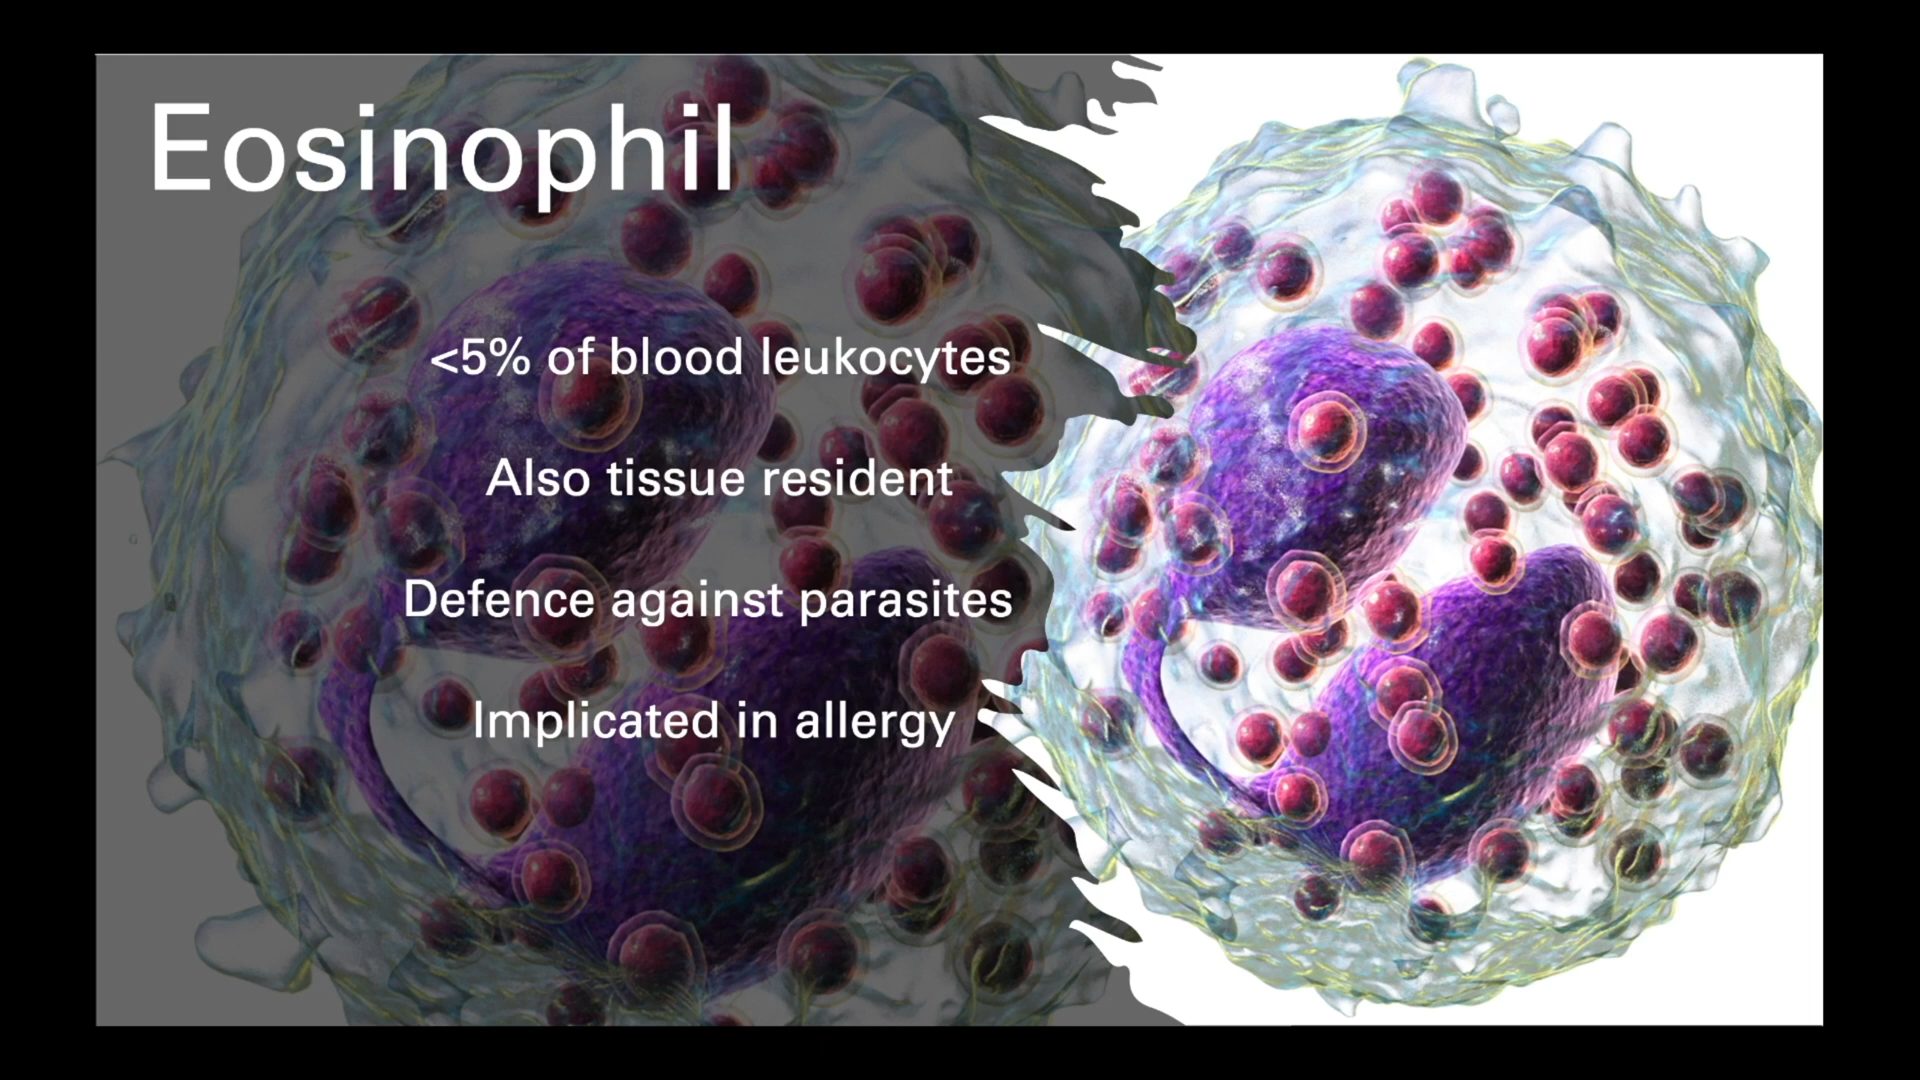 Eosinophil
<5% of blood leukocytes
Also tissue resident
Defence against parasites
Implicated in allergy